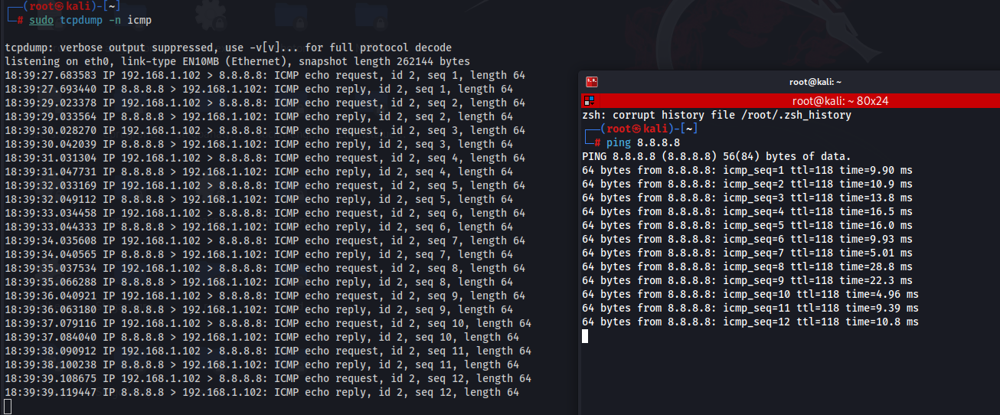 (root㉿kali)-[~]
# sudo tcpdump -n icmp
tcpdump: verbose output suppressed, use -v[v]... for full protocol decode
listening on eth0, link-type EN10MB (Ethernet), snapshot length 262144 bytes
18:39:27.683583 IP 192.168.1.102 > 8.8.8.8: ICMP echo request, id 2, seq 1, length 64
18:39:27.693440 IP 8.8.8.8 > 192.168.1.102: ICMP echo reply, id 2, seq 1, length 64
18:39:29.023378 IP 192.168.1.102 > 8.8.8.8: ICMP echo request, id 2, seq 2, length 64
18:39:29.033564 IP 8.8.8.8 > 192.168.1.102: ICMP echo reply, id 2, seq 2, length 64
18:39:30.028270 IP 192.168.1.102 > 8.8.8.8: ICMP echo request, id 2, seq 3, length 64
18:39:30.042039 IP 8.8.8.8 > 192.168.1.102: ICMP echo reply, id 2, seq 3, length 64
18:39:31.031304 IP 192.168.1.102 > 8.8.8.8: ICMP echo request, id 2, seq 4, length 64
18:39:31.047731 IP 8.8.8.8 > 192.168.1.102: ICMP echo reply, id 2, seq 4, length 64
18:39:32.033169 IP 192.168.1.102 > 8.8.8.8: ICMP echo request, id 2, seq 5, length 64
18:39:32.049112 IP 8.8.8.8 > 192.168.1.102: ICMP echo reply, id 2, seq 5, length 64
18:39:33.034458 IP 192.168.1.102 > 8.8.8.8: ICMP echo request, id 2, seq 6, length 64
18:39:33.044333 IP 8.8.8.8 > 192.168.1.102: ICMP echo reply, id 2, seq 6, length 64
18:39:34.035608 IP 192.168.1.102 > 8.8.8.8: ICMP echo request, id 2, seq 7, length 64
18:39:34.040565 IP 8.8.8.8 > 192.168.1.102: ICMP echo reply, id 2, seq 7, length 64
18:39:35.037534 IP 192.168.1.102 > 8.8.8.8: ICMP echo request, id 2, seq 8, length 64
18:39:35.066288 IP 8.8.8.8 > 192.168.1.102: ICMP echo reply, id 2, seq 8, length 64
18:39:36.040921 IP 192.168.1.102 > 8.8.8.8: ICMP echo request, id 2, seq 9, length 64
18:39:36.063180 IP 8.8.8.8 > 192.168.1.102: ICMP echo reply, id 2, seq 9, length 64
18:39:37.079116 IP 192.168.1.102 > 8.8.8.8: ICMP echo request, id 2, seq 10, length 64
18:39:37.084040 IP 8.8.8.8 > 192.168.1.102: ICMP echo reply, id 2, seq 10, length 64
18:39:38.090912 IP 192.168.1.102 > 8.8.8.8: ICMP echo request, id 2, seq 11, length 64
18:39:38.100238 IP 8.8.8.8 > 192.168.1.102: ICMP echo reply, id 2, seq 11, length 64
18:39:39.108675 IP 192.168.1.102 > 8.8.8.8: ICMP echo request, id 2, seq 12, length 64
18:39:39.119447 IP 8.8.8.8 > 192.168.1.102: ICMP echo reply, id 2, seq 12, length 64
root@kali: ~
root@kali: ~ 80x24
zsh: corrupt history file /root/.zsh_history
(root㉿kali)-[~]
# ping 8.8.8.8
PING 8.8.8.8 (8.8.8.8) 56(84) bytes of data.
64 bytes from 8.8.8.8: icmp_seq=1 ttl=118 time=9.90 ms
64 bytes from 8.8.8.8: icmp_seq=2 ttl=118 time=10.9 ms
64 bytes from 8.8.8.8: icmp_seq=3 ttl=118 time=13.8 ms
64 bytes from 8.8.8.8: icmp_seq=4 ttl=118 time=16.5 ms
64 bytes from 8.8.8.8: icmp_seq=5 ttl=118 time=16.0 ms
64 bytes from 8.8.8.8: icmp_seq=6 ttl=118 time=9.93 ms
64 bytes from 8.8.8.8: icmp_seq=7 ttl=118 time=5.01 ms
64 bytes from 8.8.8.8: icmp_seq=8 ttl=118 time=28.8 ms
64 bytes from 8.8.8.8: icmp_seq=9 ttl=118 time=22.3 ms
64 bytes from 8.8.8.8: icmp_seq=10 ttl=118 time=4.96 ms
64 bytes from 8.8.8.8: icmp_seq=11 ttl=118 time=9.39 ms
64 bytes from 8.8.8.8: icmp_seq=12 ttl=118 time=10.8 ms